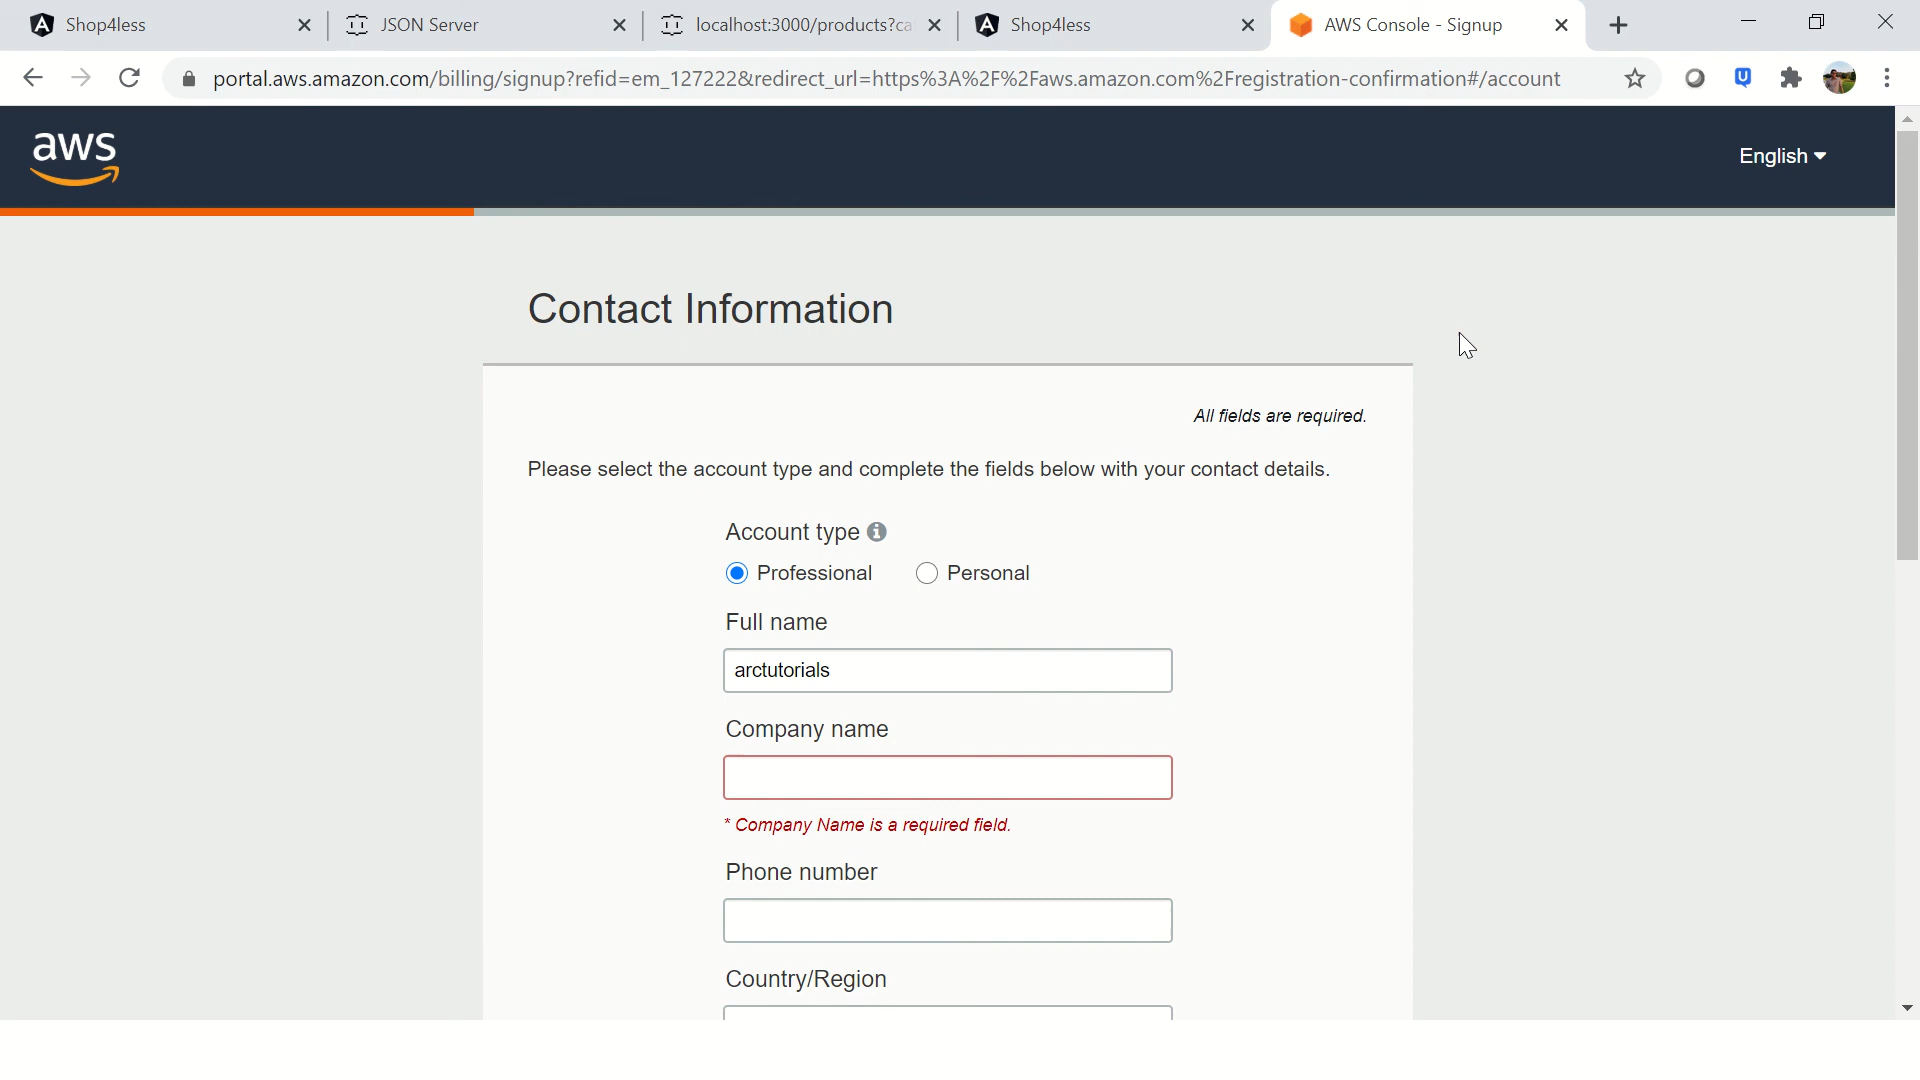 Shop4less
JSON Server
localhost:3000/products?ca
Shop4less
AWS Console - Signup
portal.aws.amazon.com/billing/signup?refid=em_127222&redirect_url=https%3A%2F%2Faws.amazon.com%2Fregistration-confirmation#/account
aws
English
Contact Information
All fields are required.
Please select the account type and complete the fields below with your contact details.
Account type
Professional
Personal
Full name
arctutorials
Company name
* Company Name is a required field.
Phone number
Country/Region